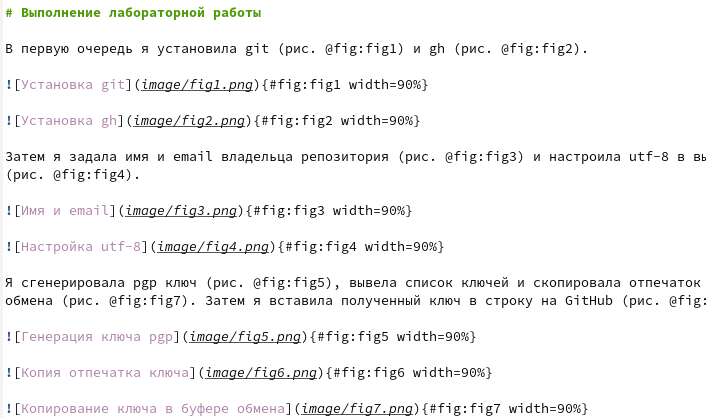 # Выполнение лабораторной работы
В первую очередь я установила git (рис. @fig:fig1) и gh (рис. @fig:fig2).
![Установка git](image/fig1.png){#fig:fig1 width=90%}
![Установка gh](image/fig2.png){#fig:fig2 width=90%}
Затем я задала имя и email владельца репозитория (рис. @fig:fig3) и настроила utf-8 в вы
(рис. @fig:fig4).
![Имя и email](image/fig3.png){#fig:fig3 width=90%}
![Настройка utf-8](image/fig4.png){#fig:fig4 width=90%}
Я сгенерировала pgp ключ (рис. @fig:fig5), вывела список ключей и скопировала отпечаток
обмена (рис. @fig:fig7). Затем я вставила полученный ключ в строку на GitHub (рис. @fig:
![Генерация ключа pgp](image/fig5.png){#fig:fig5 width=90%}
![Копия отпечатка ключа](image/fig6.png){#fig:fig6 width=90%}
![Копирование ключа в буфере обмена](image/fig7.png){#fig:fig7 width=90%}